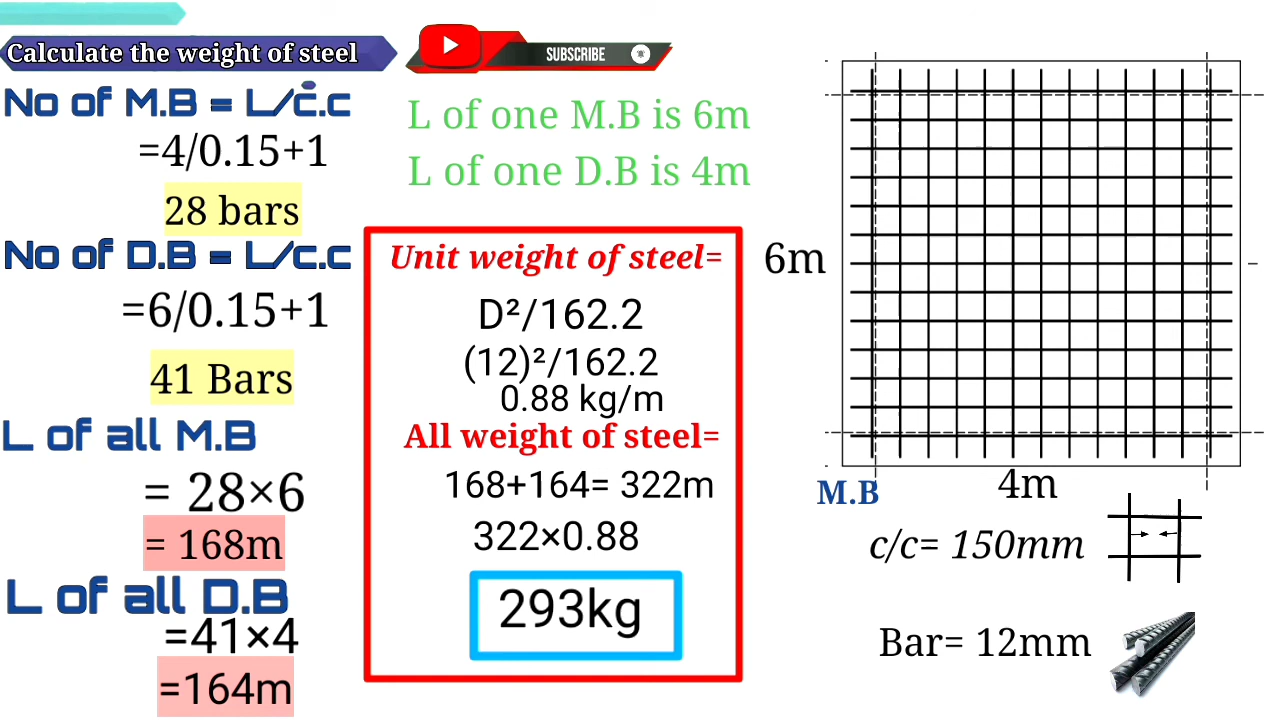 Calculate the weight of steel
SUBSCRIBE
No of M.B = L/c.c
=4/0.15+1
28 bars
No of D.B = L/c.c
=6/0.15+1
41 Bars
L of all M.B
= 28×6
= 168m
L of all D.B
=41×4
=164m
L of one M.B is 6m
L of one D.B is 4m
Unit weight of steel=
D²/162.2
(12)²/162.2
0.88 kg/m
All weight of steel=
168+164= 322m
322×0.88
293kg
6m
M.B
4m
c/c= 150mm
Bar= 12mm